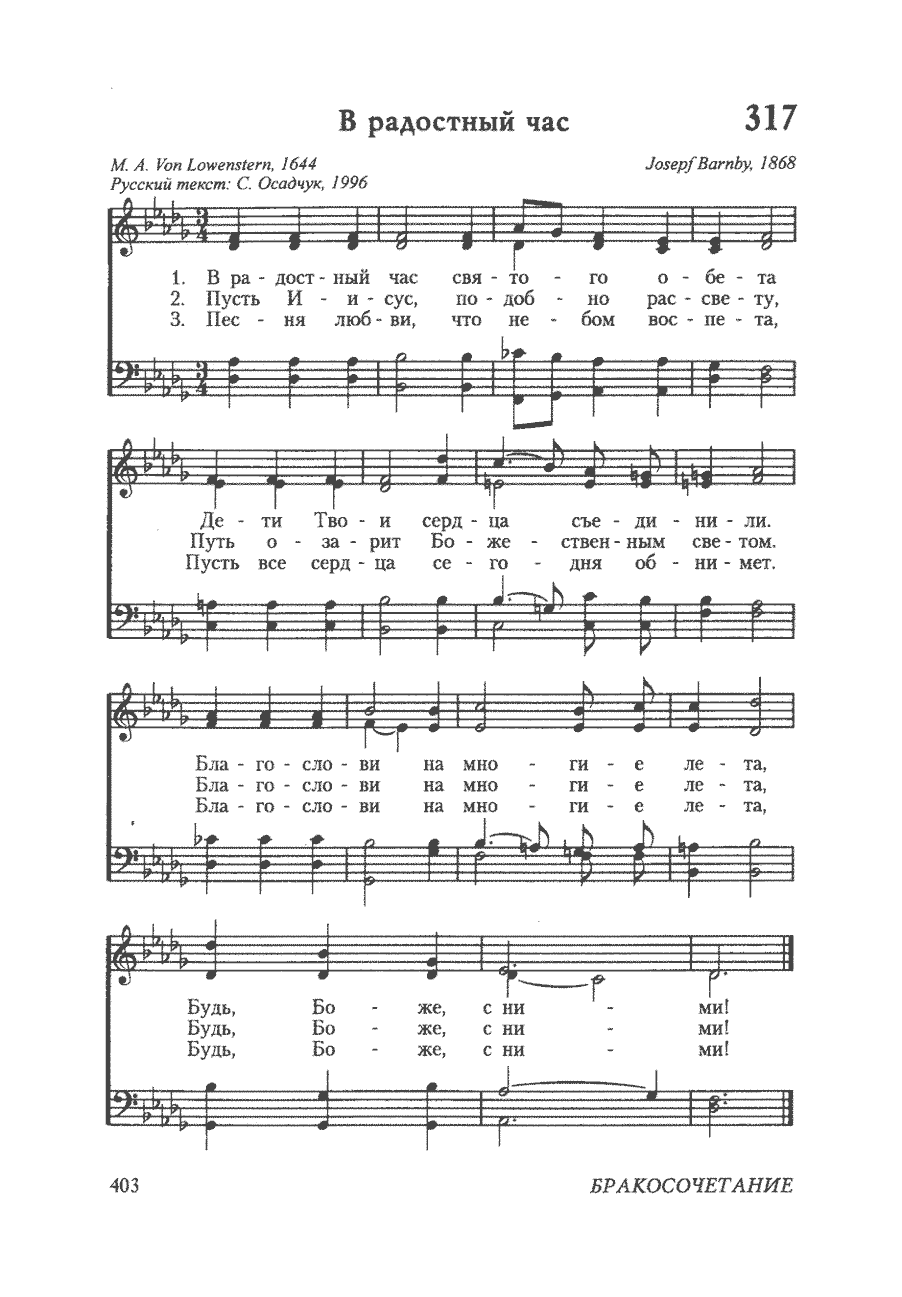 В радостный час 317
M. A. Von Lowenstern, 1644 Josepf Barnby, 1868
Русский текст: С. Осадчук, 1996
3
4
1. В ра - дост - ный час свя - то - го о - бе - та
2. Пусть И - и - сус, по - доб - но рас - све - ту,
3. Пес - ня люб - ви, что не - бом вос - пе - та,
3
4
Де - ти Тво - и серд - ца съе - ди - ни - ли.
Путь о - за - рит Бо - же - ствен - ным све - том.
Пусть все серд - ца се - го - дня об - ни - мет.
Бла - го - сло - ви на мно - ги - е ле - та,
Бла - го - сло - ви на мно - ги - е ле - та,
Бла - го - сло - ви на мно - ги - е ле - та,
Будь, Бо - же, с ни - ми!
Будь, Бо - же, с ни - ми!
Будь, Бо - же, с ни - ми!
403 БРАКОСОЧЕТАНИЕ